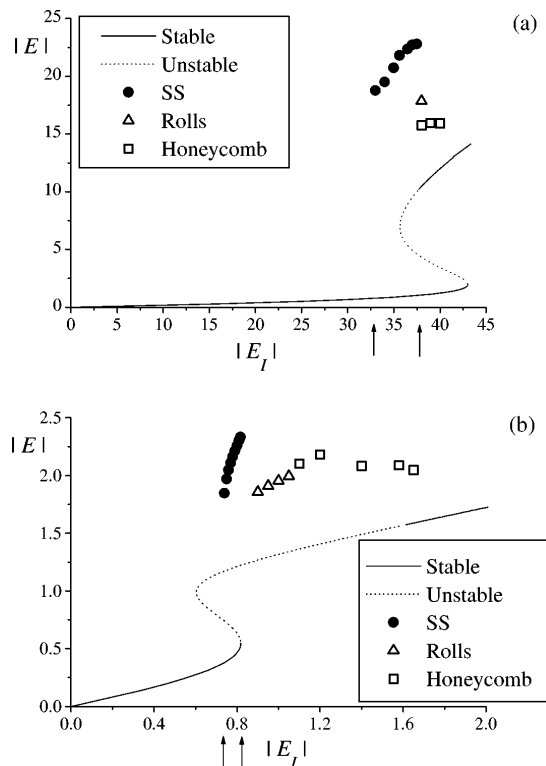 (a)
| E |
Stable
Unstable
SS
Rolls
Honeycomb
25
20
15
10
5
0
0 5 10 15 20 25 30 35 40 45
| E_I |
(b)
| E |
2.5
2.0
1.5
1.0
0.5
0.0
Stable
Unstable
SS
Rolls
Honeycomb
0.0 0.4 0.8 1.2 1.6 2.0
| E_I |